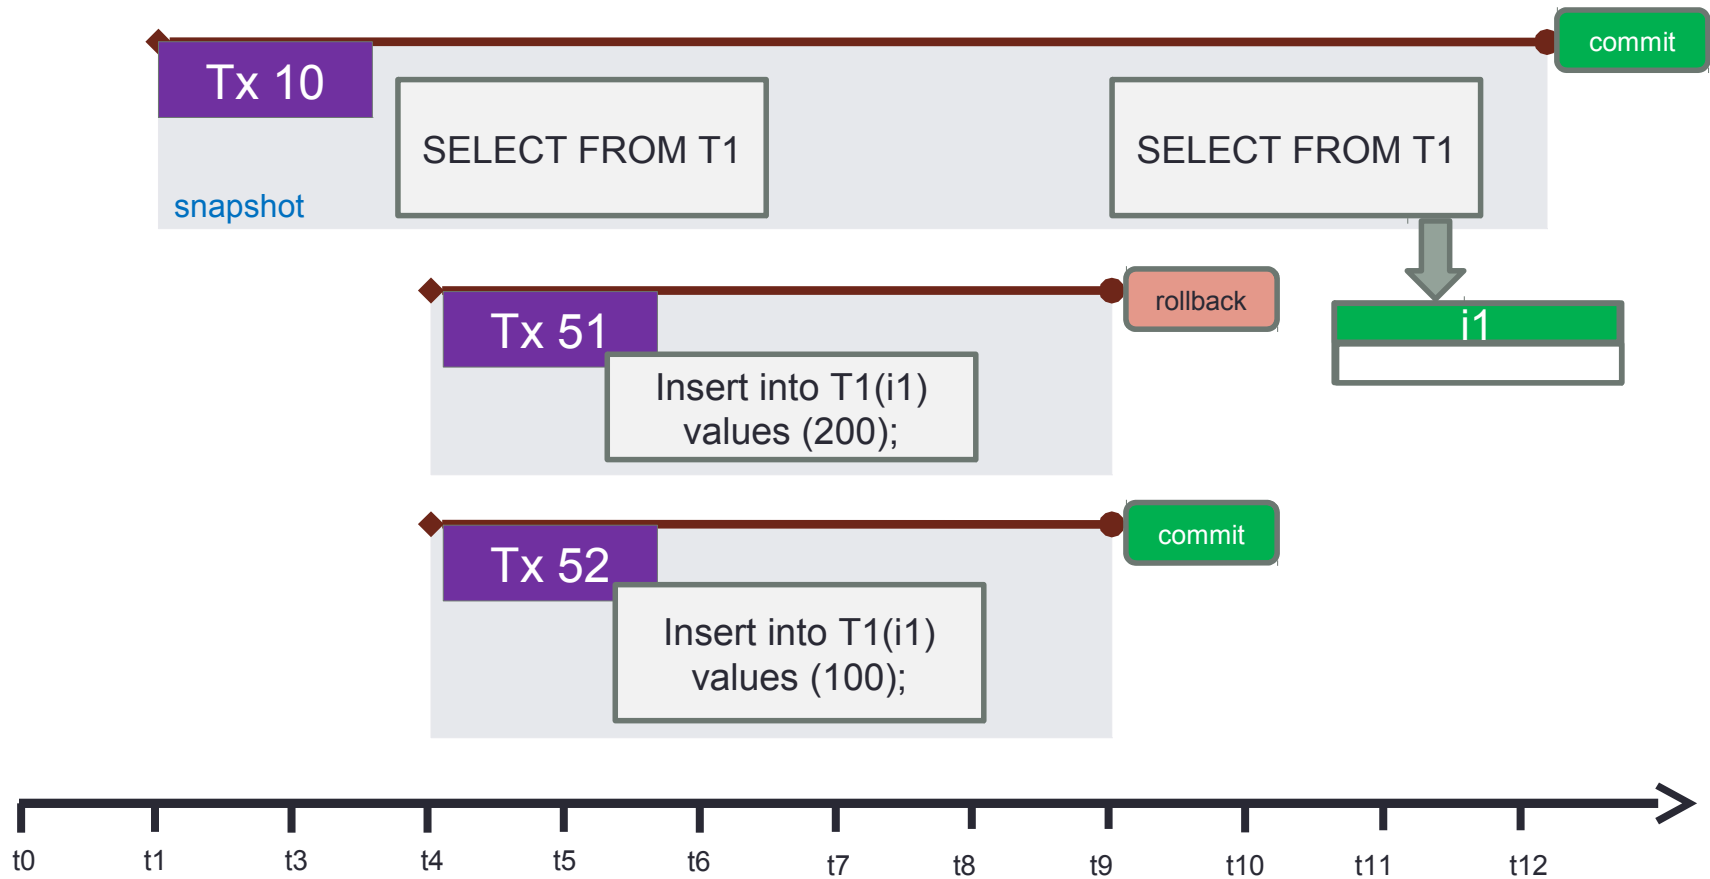 commit
Tx 10
SELECT FROM T1
SELECT FROM T1
snapshot
rollback
Tx 51
i1
Insert into T1(i1)
values (200);
commit
Tx 52
Insert into T1(i1)
values (100);
t0 t1 t3 t4 t5 t6 t7 t8 t9 t10 t11 t12